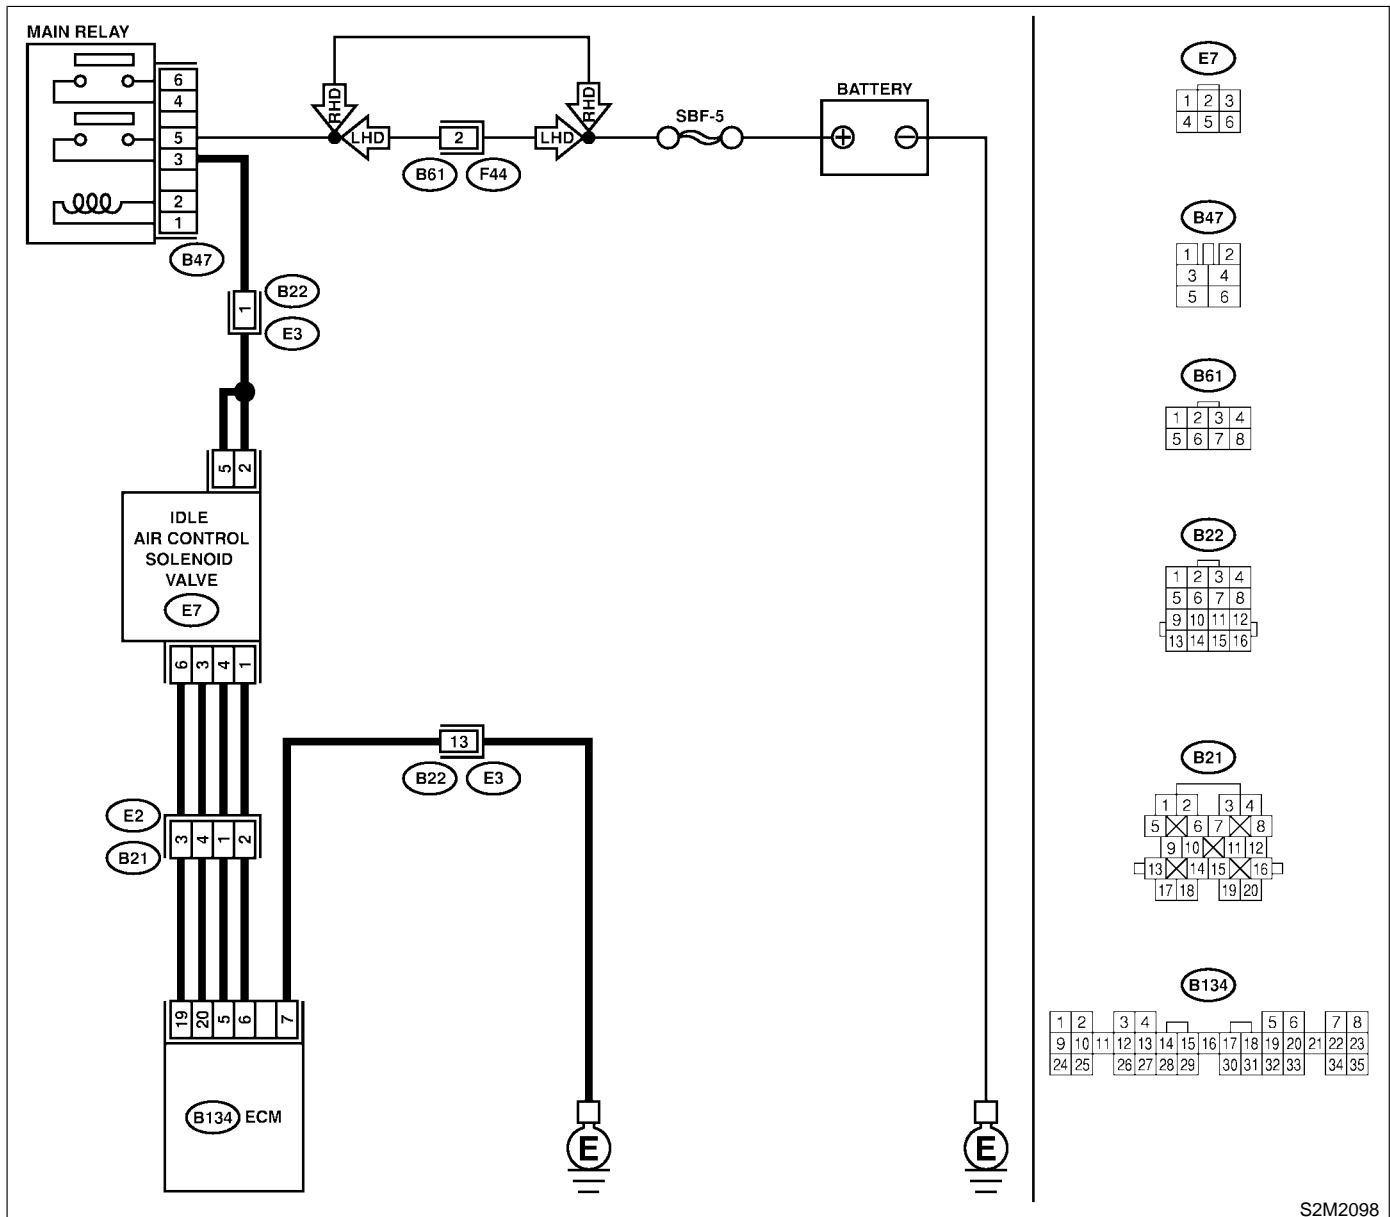 MAIN RELAY
6
4
5
3
2
1
B47
RHD
LHD
2
LHD
RHD
B61 F44
SBF-5
BATTERY
+ −
1
B22
E3
5 2
IDLE
AIR CONTROL
SOLENOID
VALVE
E7
6 3 4 1
E2
B21
3 4 1 2
13
B22 E3
19 20 5 6 7
B134 ECM
E
E
E7
1 2 3
4 5 6
B47
1 2
3 4
5 6
B61
1 2 3 4
5 6 7 8
B22
1 2 3 4
5 6 7 8
9 10 11 12
13 14 15 16
B21
1 2 3 4
5 6 7 8
9 10 11 12
13 14 15 16
17 18 19 20
B134
1 2 3 4 5 6 7 8
9 10 11 12 13 14 15 16 17 18 19 20 21 22 23
24 25 26 27 28 29 30 31 32 33 34 35
S2M2098